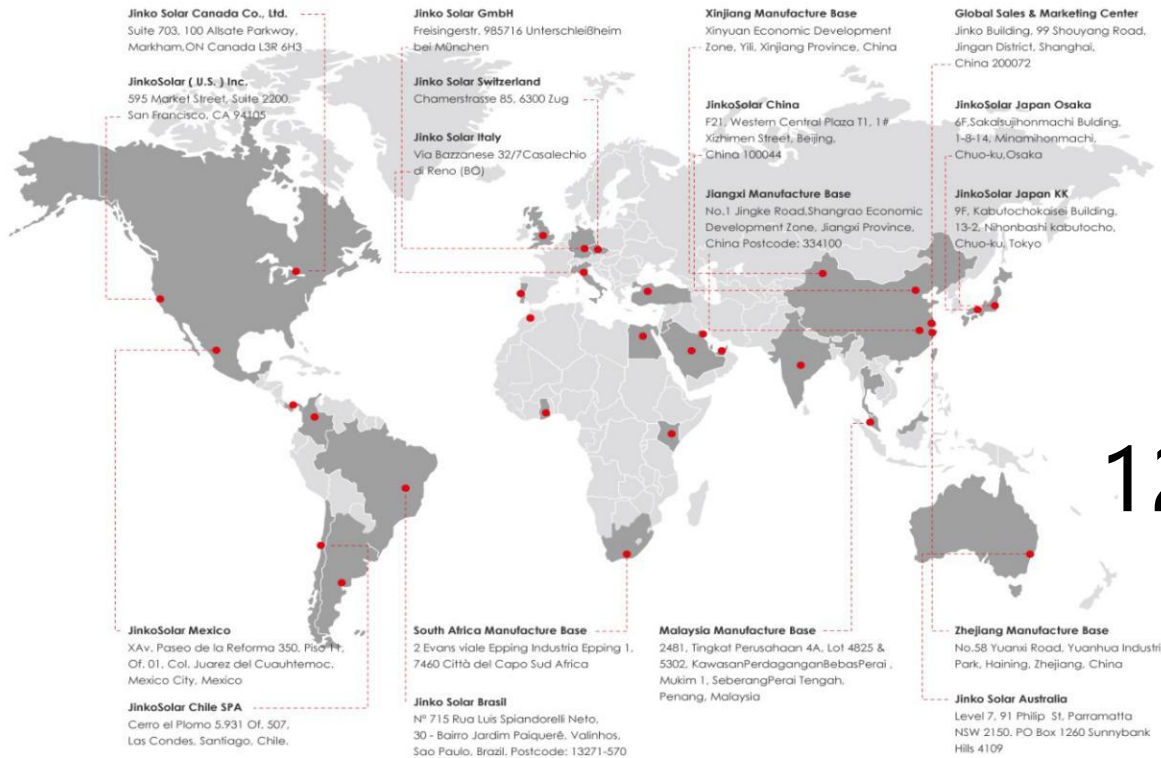 Jinko Solar Canada Co., Ltd.
Suite 703, 100 Allsate Parkway,
Markham,ON Canada L3R 6H3
JinkoSolar ( U.S. ) Inc.
595 Market Street, Suite 2200,
San Francisco, CA 94105
Jinko Solar GmbH
Freisingerstr. 985716 Unterschleißheim
bei München
Jinko Solar Switzerland
Chamerstrasse 85, 6300 Zug
Jinko Solar Italy
Via Bazzanese 32/7Casalechio
di Reno (BO)
Xinjiang Manufacture Base
Xinyuan Economic Development
Zone, Yili, Xinjiang Province, China
JinkoSolar China
F21, Western Central Plaza T1, 1#
Xizhimen Street, Beijing,
China 100044
Jiangxi Manufacture Base
No.1 Jingke Road,Shangrao Economic
Development Zone, Jiangxi Province,
China Postcode: 334100
Global Sales & Marketing Center
Jinko Building, 99 Shouyang Road,
Jingan District, Shanghai,
China 200072
JinkoSolar Japan Osaka
6F,Sakaisujihonmachi Bulding,
1-8-14, Minamihonmachi,
Chuo-ku,Osaka
JinkoSolar Japan KK
9F, Kabutochokaisei Building,
13-2, Nihonbashi kabutocho,
Chuo-ku, Tokyo
12
JinkoSolar Mexico
XAv. Paseo de la Reforma 350, Piso 11,
Of. 01, Col. Juarez del Cuauhtemoc.
Mexico City, Mexico
JinkoSolar Chile SPA
Cerro el Plomo 5.931 Of. 507,
Las Condes, Santiago, Chile.
South Africa Manufacture Base
2 Evans viale Epping Industria Epping 1,
7460 Città del Capo Sud Africa
Jinko Solar Brasil
Nº 715 Rua Luis Spiandorelli Neto,
30 - Bairro Jardim Paiquerê, Valinhos,
Sao Paulo, Brazil, Postcode: 13271-570
Malaysia Manufacture Base
2481, Tingkat Perusahaan 4A, Lot 4825 &
5302, KawasanPerdaganganBebasPerai ,
Mukim 1, SeberangPerai Tengah,
Penang, Malaysia
Zhejiang Manufacture Base
No.58 Yuanxi Road, Yuanhua Industri
Park, Haining, Zhejiang, China
Jinko Solar Australia
Level 7, 91 Philip St, Parramatta
NSW 2150. PO Box 1260 Sunnybank
Hills 4109